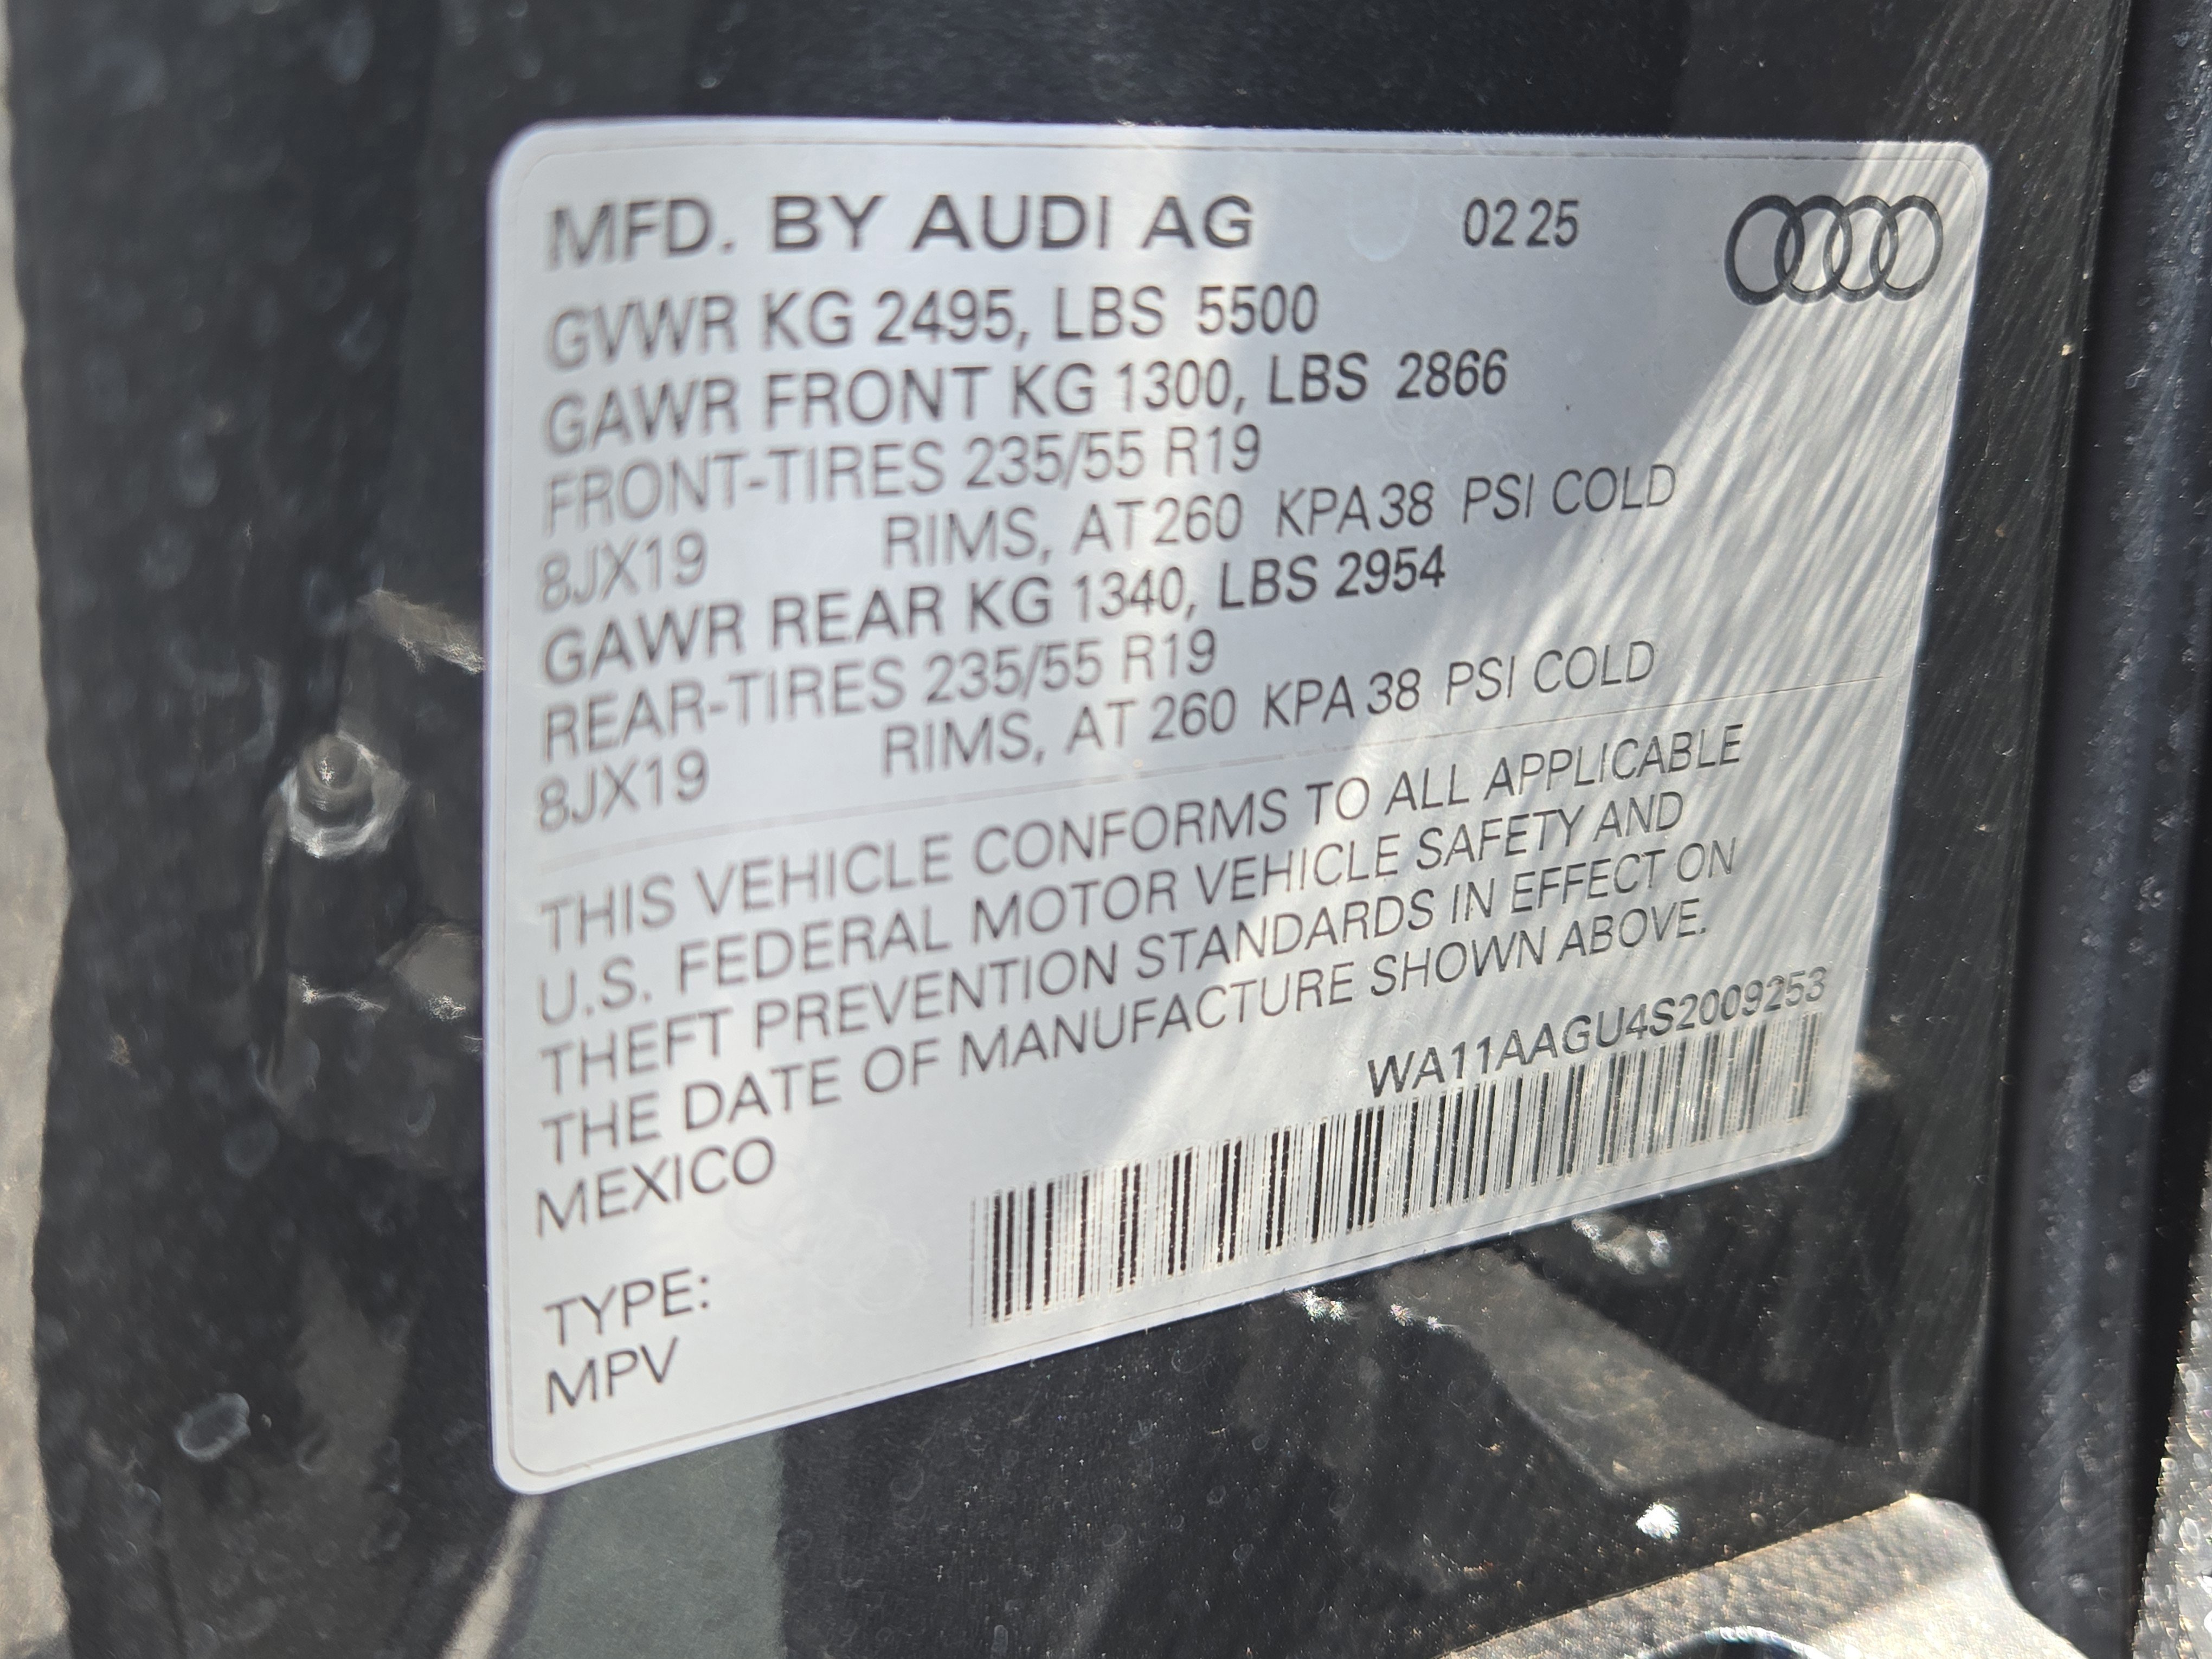 MFD. BY AUDI AG 02 25
GVWR KG 2495, LBS 5500
GAWR FRONT KG 1300, LBS 2866
FRONT-TIRES 235/55 R19
8JX19 RIMS, AT 260 KPA 38 PSI COLD
GAWR REAR KG 1340, LBS 2954
REAR-TIRES 235/55 R19
8JX19 RIMS, AT 260 KPA 38 PSI COLD
THIS VEHICLE CONFORMS TO ALL APPLICABLE
U.S. FEDERAL MOTOR VEHICLE SAFETY AND
THEFT PREVENTION STANDARDS IN EFFECT ON
THE DATE OF MANUFACTURE SHOWN ABOVE.
MEXICO WA11AAGU4S2009253
TYPE:
MPV